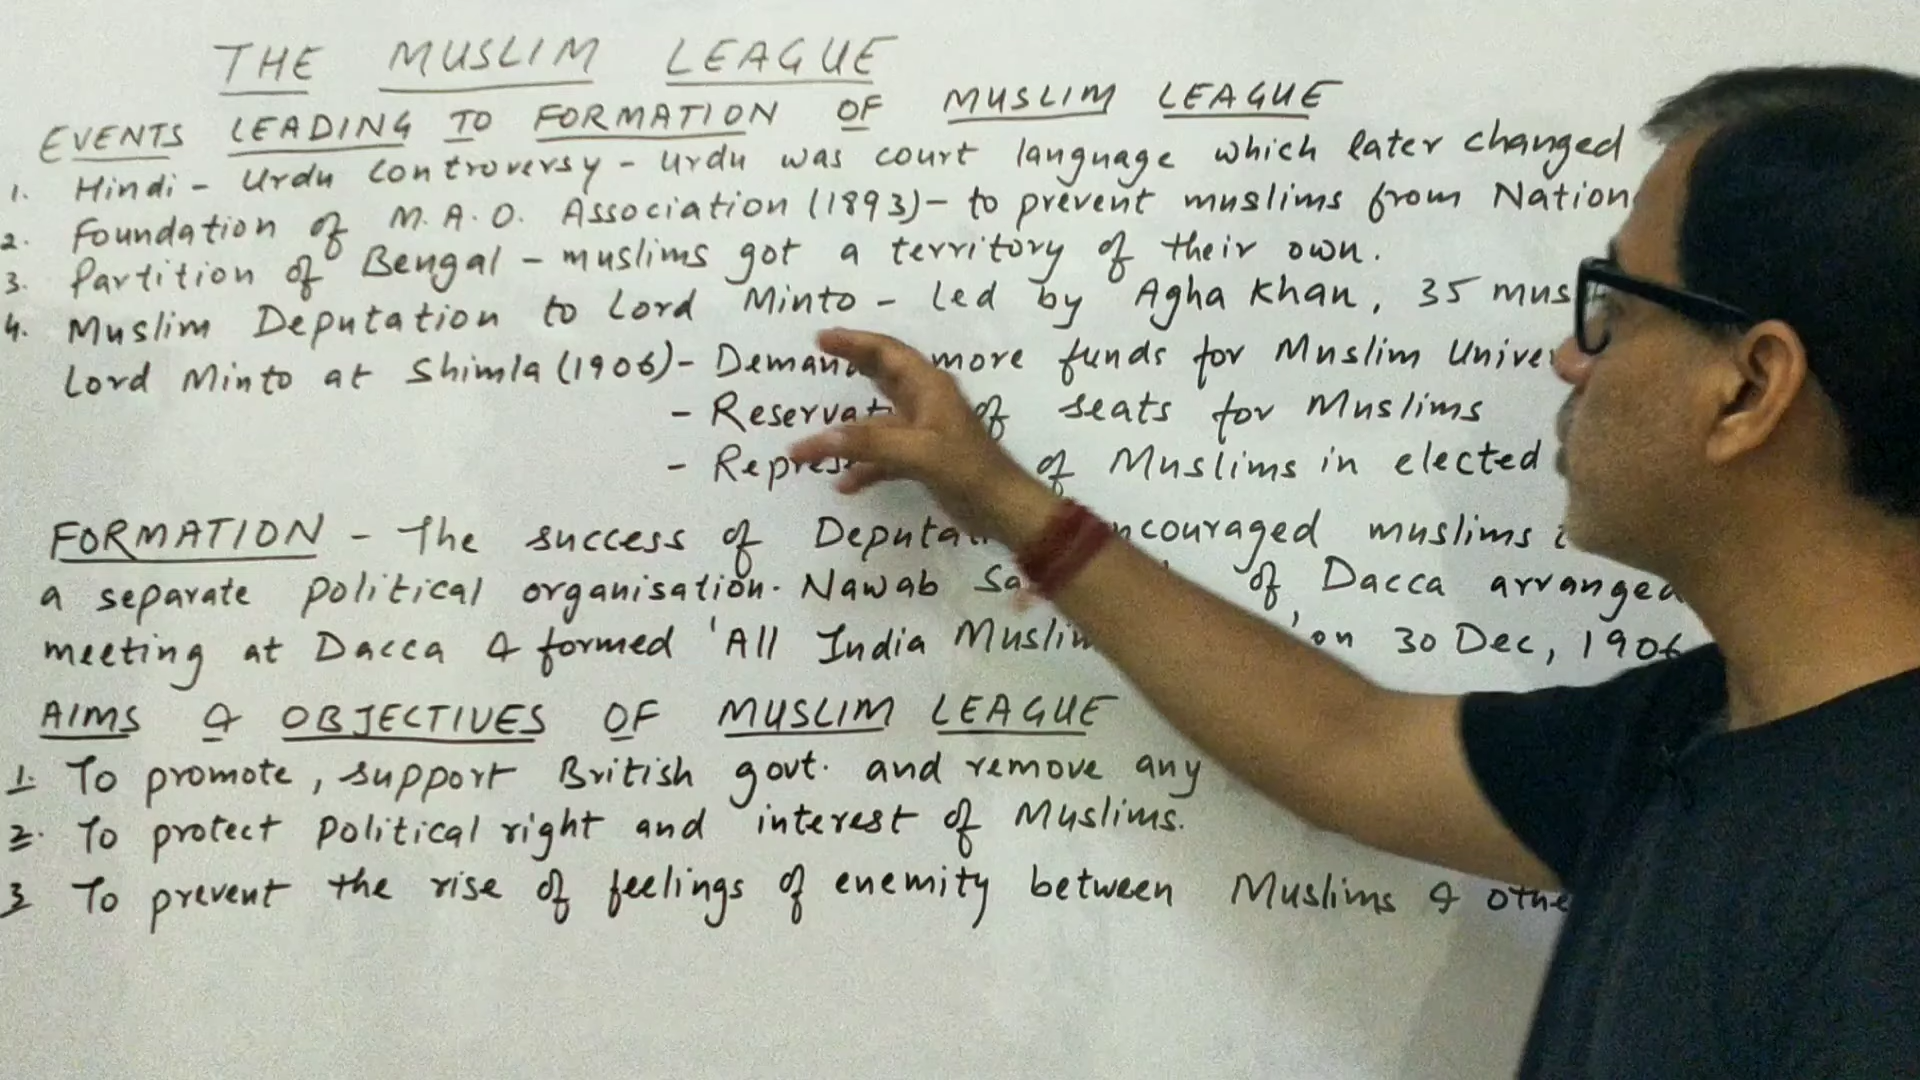 THE MUSLIM LEAGUE
EVENTS LEADING TO FORMATION OF MUSLIM LEAGUE
1. Hindi - Urdu Controversy - Urdu was court language which later changed
2. Foundation of M.A.O. Association (1893) - to prevent muslims from Nation
3. Partition of Bengal - muslims got a territory of their own.
4. Muslim Deputation to Lord Minto - Led by Agha Khan, 35
Lord Minto at Shimla (1906) - more funds for Muslim
- of seats for Muslims
- of Muslims in elected
FORMATION - The success of muslims
a separate political organisation. Nawab of Dacca arranged
meeting at Dacca & formed 'All India Muslim ' on 30 Dec, 1906
AIMS & OBJECTIVES OF MUSLIM LEAGUE
1. To promote, support British govt. and remove any
2. To protect political right and interest of Muslims.
3 To prevent the rise of feelings of enemity between Muslims &